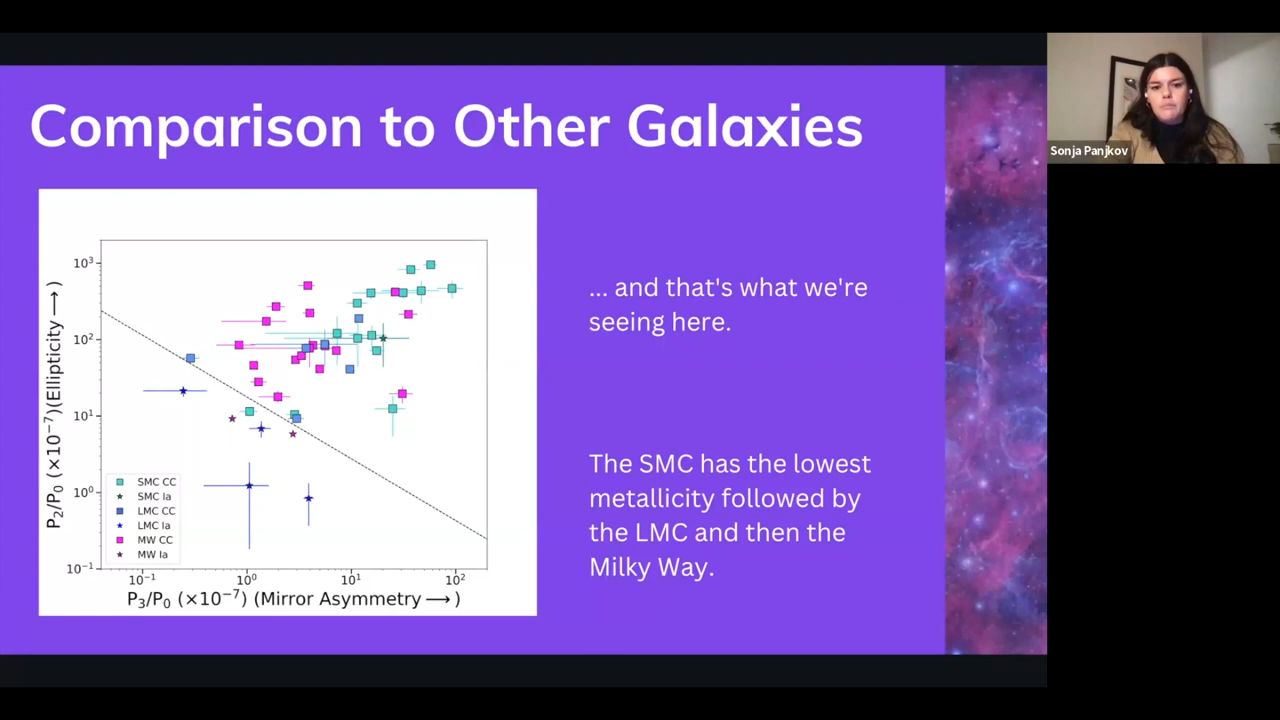 Comparison to Other Galaxies
Sonja Panjkov
10³
10²
10¹
10⁰
10⁻¹
P₂/P₀ (×10⁻⁷)(Ellipticity ⟶)
SMC CC
SMC Ia
LMC CC
LMC Ia
MW CC
MW Ia
10⁻¹ 10⁰ 10¹ 10²
P₃/P₀ (×10⁻⁷) (Mirror Asymmetry ⟶)
... and that's what we're
seeing here.
The SMC has the lowest
metallicity followed by
the LMC and then the
Milky Way.